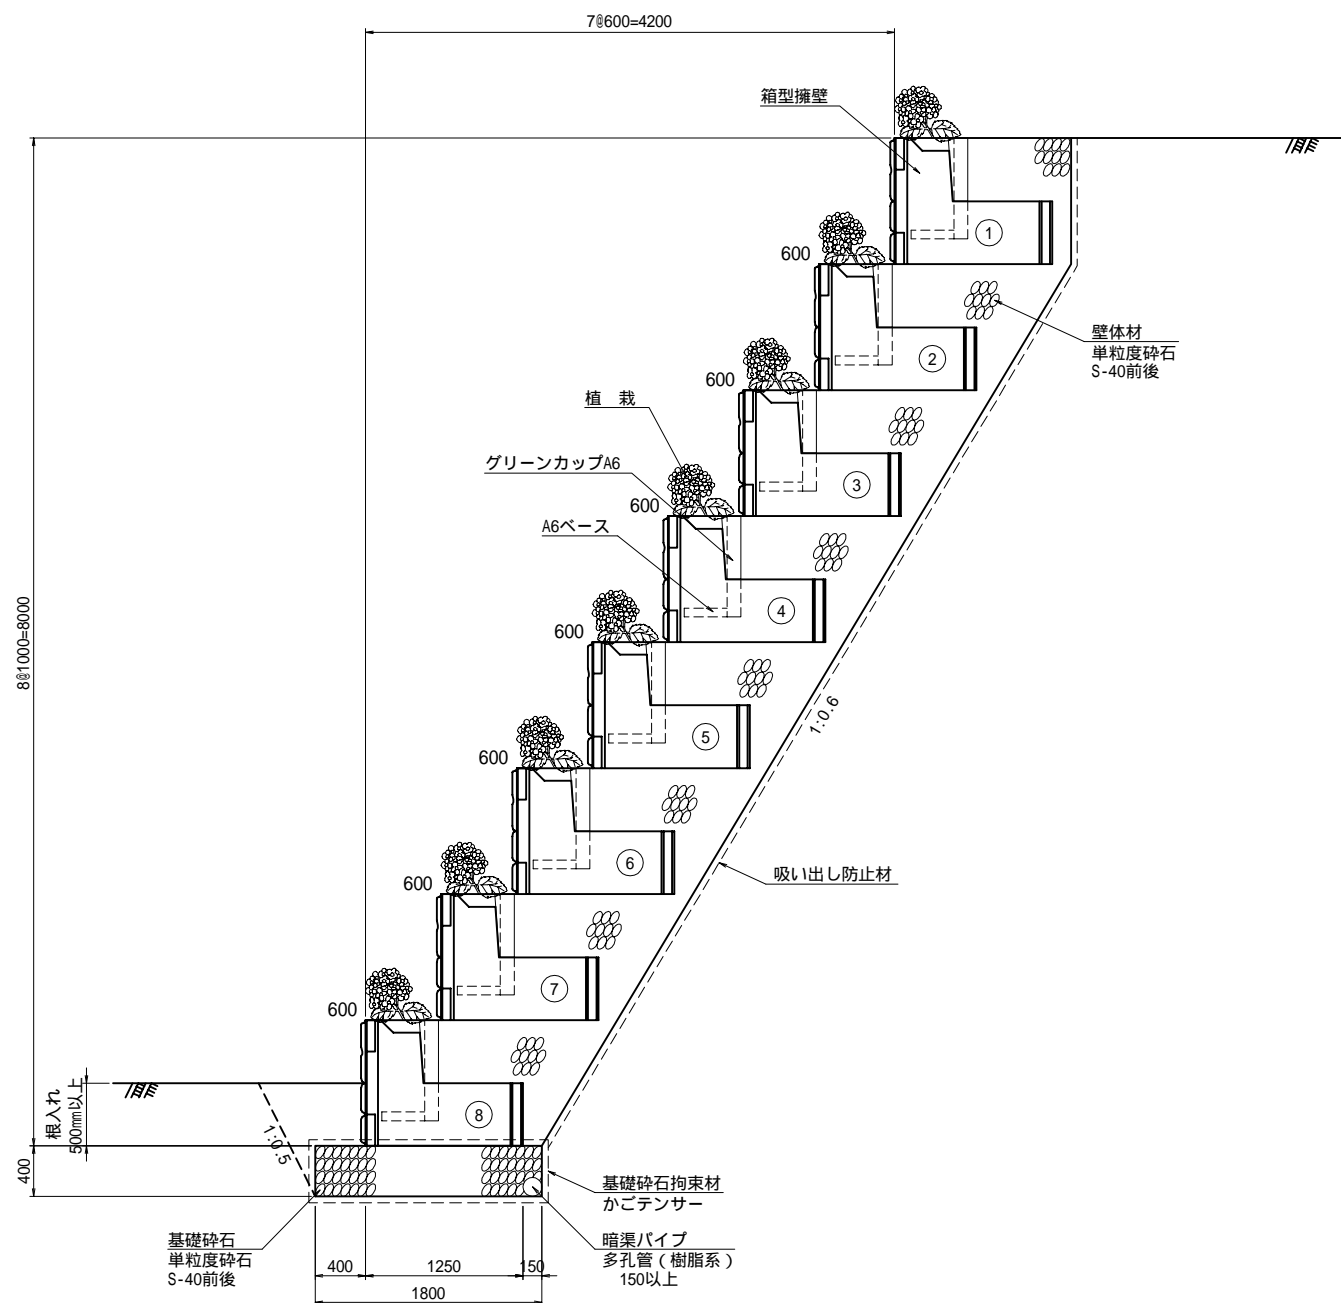 7@600=4200
箱型擁壁
①
600
壁体材
単粒度砕石
S-40前後
②
600
植 栽
③
グリーンカップA6
600
A6ベース
④
600
8@1000=8000
⑤
1:0.6
600
⑥
吸い出し防止材
600
⑦
600
根入れ
500mm以上
⑧
1:0.5
400
基礎砕石拘束材
かごテンサー
基礎砕石
単粒度砕石
S-40前後
暗渠パイプ
多孔管(樹脂系)
150以上
400
1250
150
1800